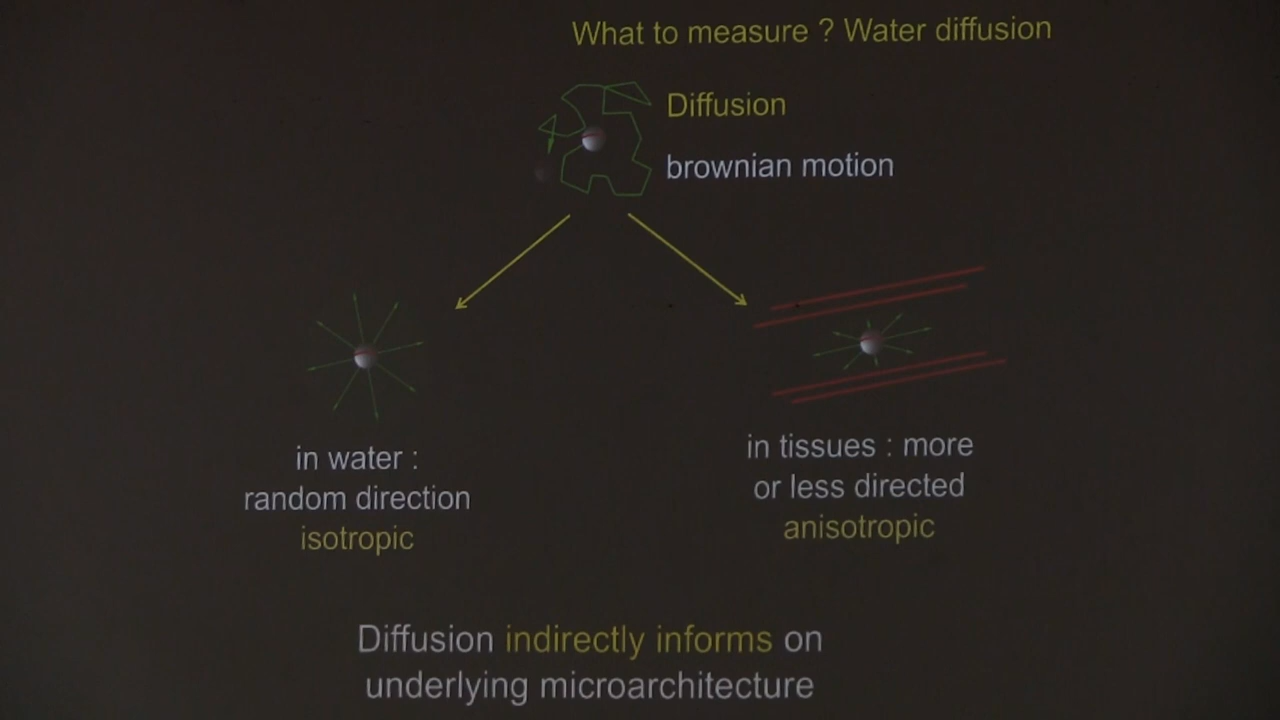 What to measure ? Water diffusion
Diffusion
brownian motion
in water :
random direction
isotropic
in tissues : more
or less directed
anisotropic
Diffusion indirectly informs on
underlying microarchitecture